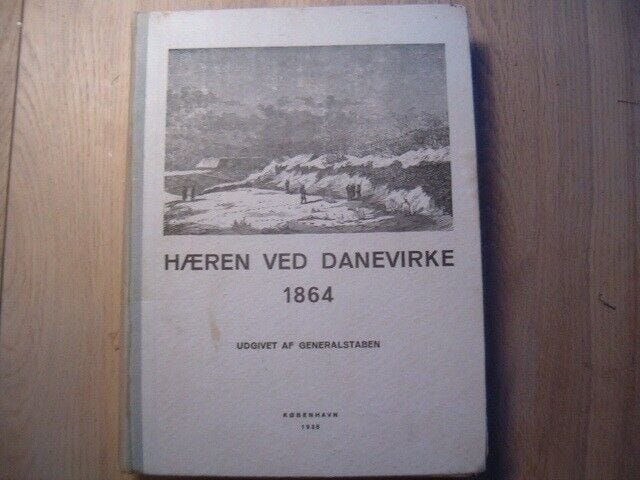 HÆREN VED DANEVIRKE
1864
UDGIVET AF GENERALSTABEN
KØBENHAVN